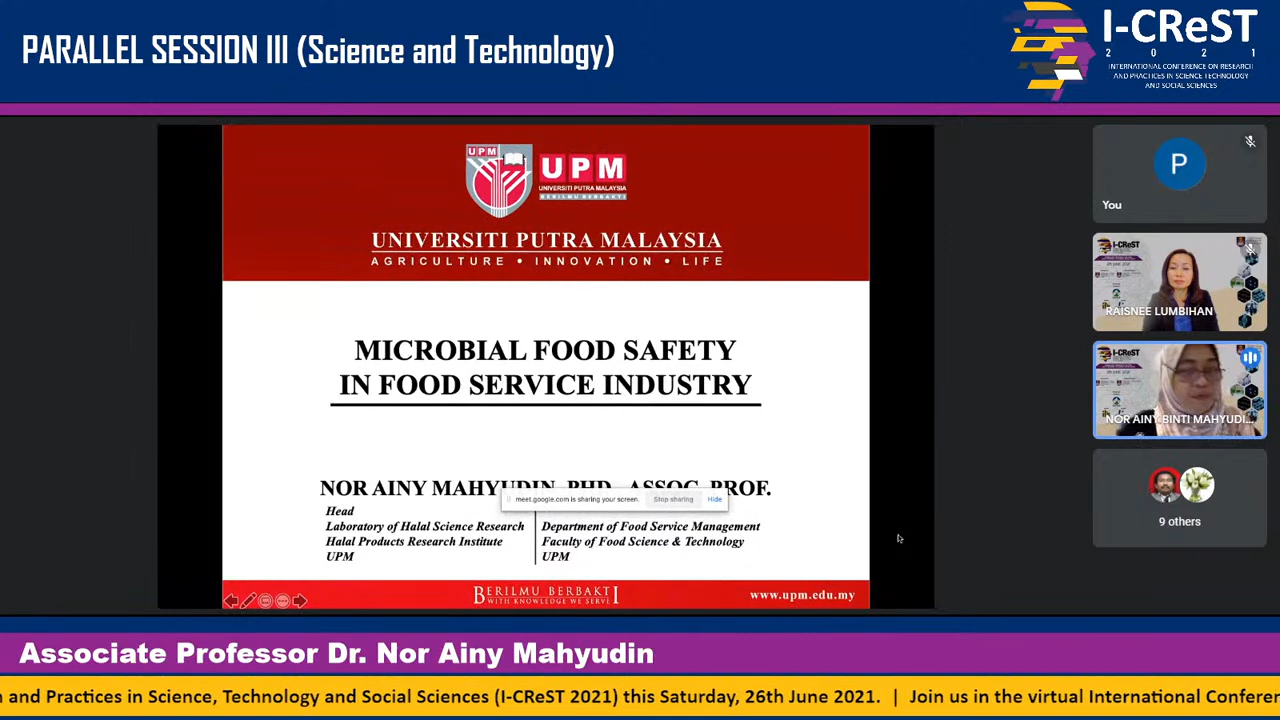 PARALLEL SESSION III (Science and Technology)
I-CReST
2021
INTERNATIONAL CONFERENCE ON RESEARCH
AND PRACTICES IN SCIENCE TECHNOLOGY
AND SOCIAL SCIENCES
UPM
UPM
UNIVERSITI PUTRA MALAYSIA
BERILMU BERBAKTI
UNIVERSITI PUTRA MALAYSIA
AGRICULTURE • INNOVATION • LIFE
MICROBIAL FOOD SAFETY
IN FOOD SERVICE INDUSTRY
NOR AINY MAHYUDIN, PHD, ASSOC. PROF.
meet.google.com is sharing your screen. Stop sharing Hide
Head
Laboratory of Halal Science Research
Halal Products Research Institute
UPM
Department of Food Service Management
Faculty of Food Science & Technology
UPM
BERILMU BERBAKTI
WITH KNOWLEDGE WE SERVE
www.upm.edu.my
P
You
I-CReST
RAISNEE LUMBIHAN
I-CReST
NOR AINY BINTI MAHYUDI...
9 others
Associate Professor Dr. Nor Ainy Mahyudin
n and Practices in Science, Technology and Social Sciences (I-CReST 2021) this Saturday, 26th June 2021. | Join us in the virtual International Conferen